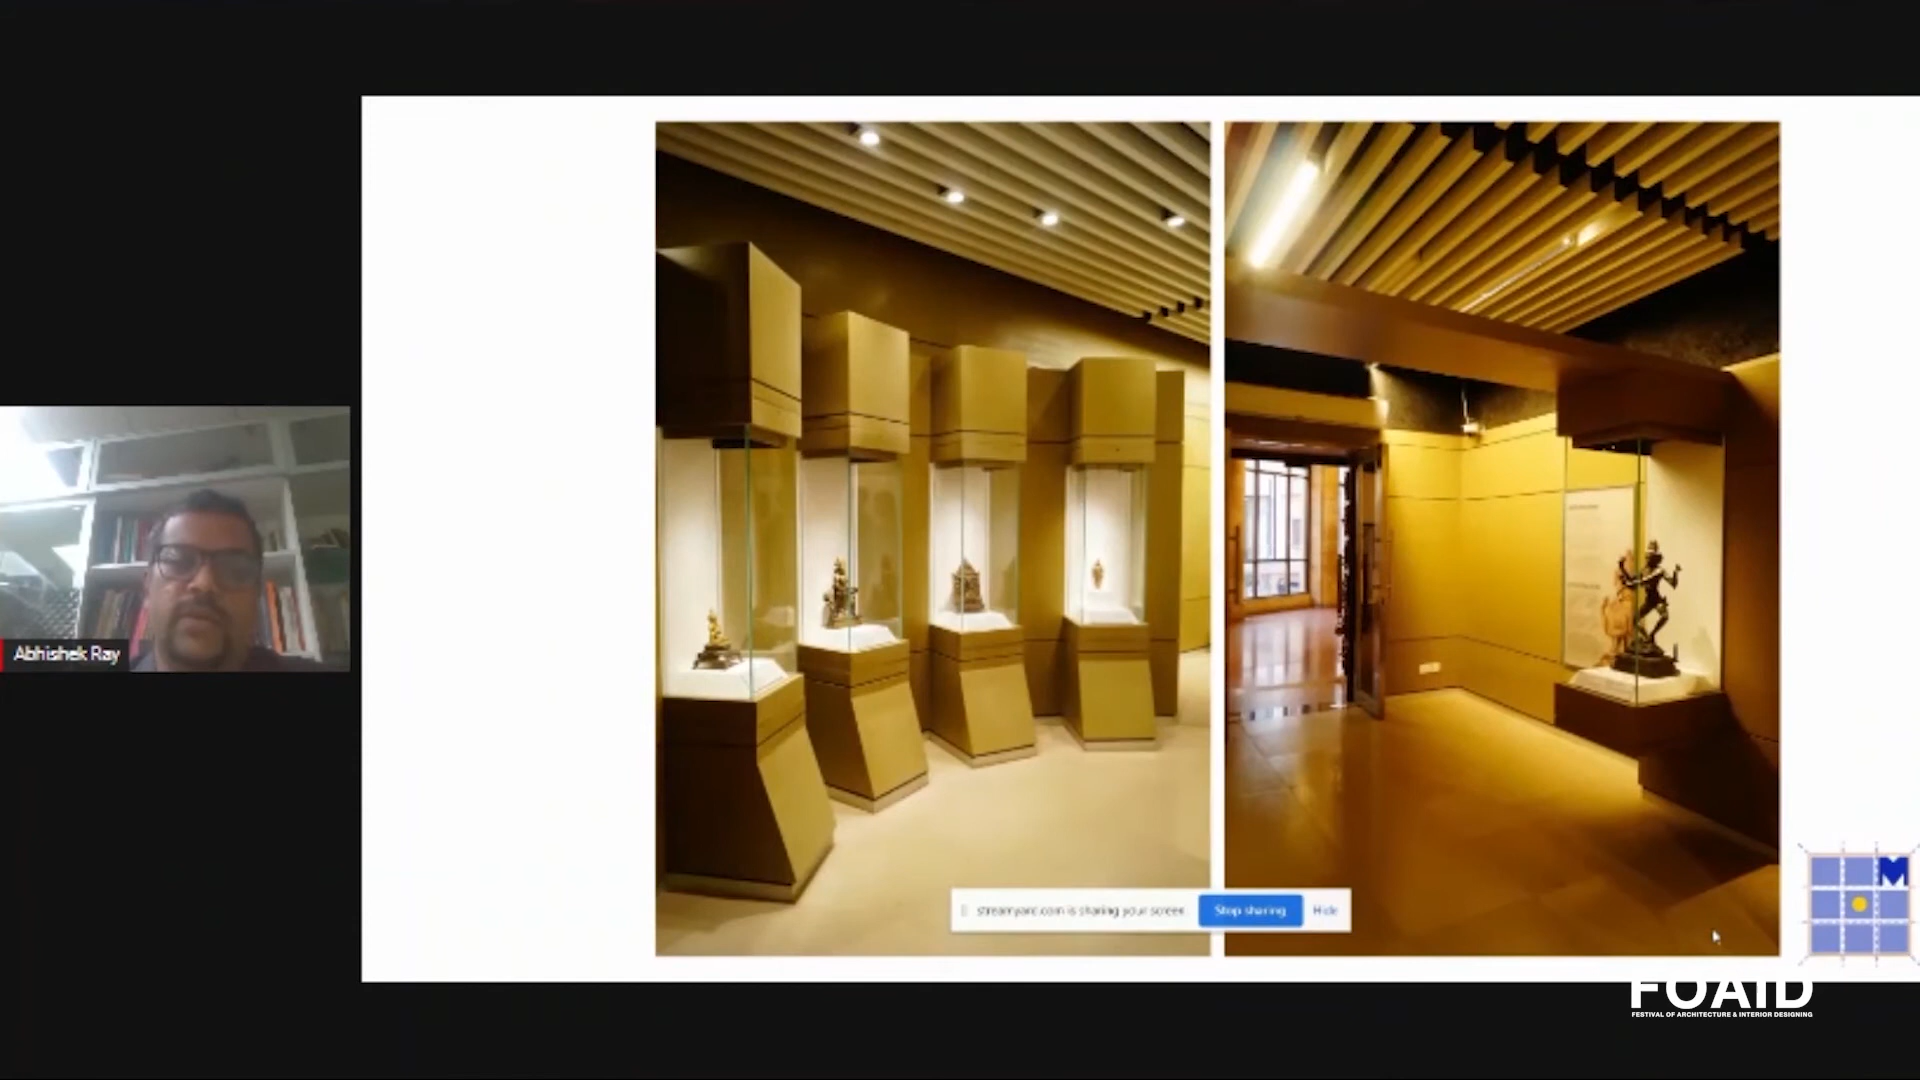 Abhishek Ray
streamyard.com is sharing your screen
Stop sharing
Hide
M
FOAID
FESTIVAL OF ARCHITECTURE & INTERIOR DESIGNING